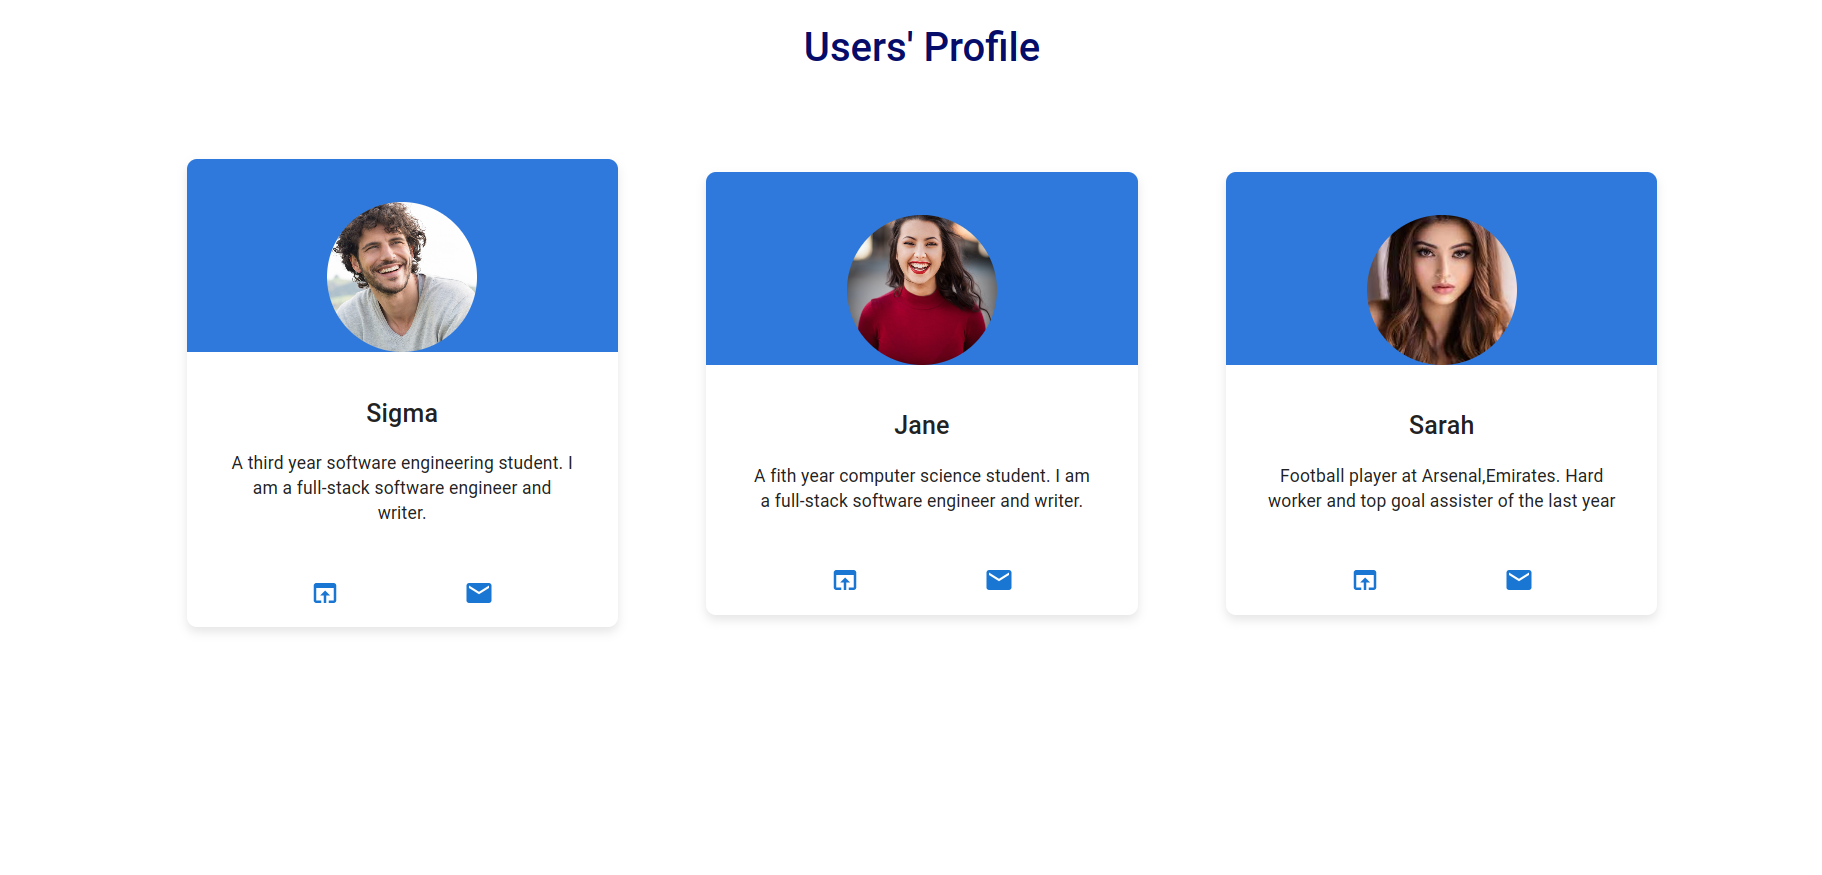 Users' Profile
Sigma
A third year software engineering student. I
am a full-stack software engineer and
writer.
Jane
A fith year computer science student. I am
a full-stack software engineer and writer.
Sarah
Football player at Arsenal,Emirates. Hard
worker and top goal assister of the last year